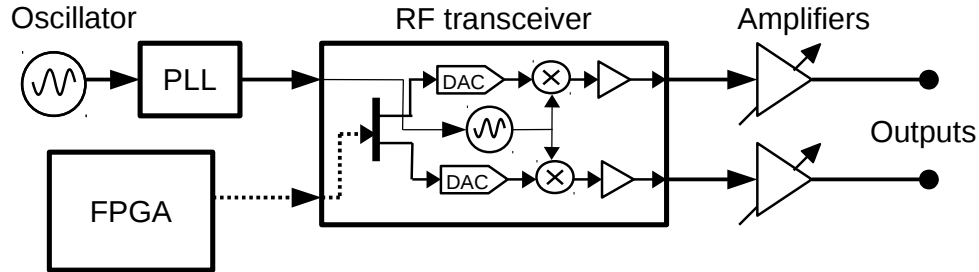 Oscillator
RF transceiver
Amplifiers
PLL
DAC
Outputs
DAC
FPGA